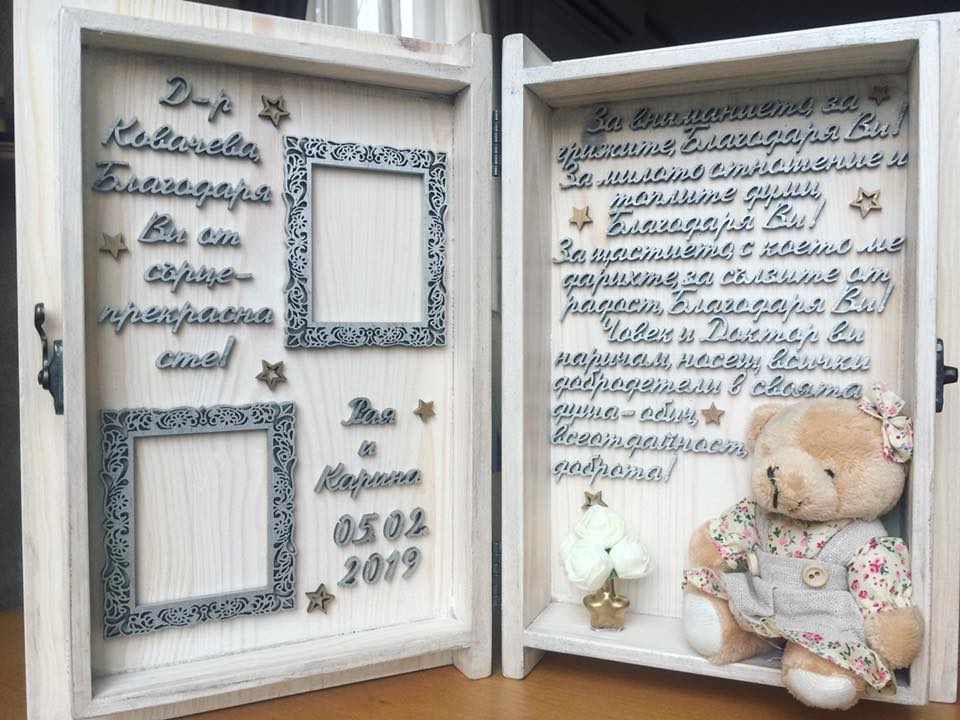 Д-р
Ковачева,
Благодаря
Ви от
сърце-
прекрасна
сте!
Рая
и
Карина
05.02.
2019
За вниманието, за
грижите, Благодаря Ви!
За милото отношение и
топлите думи,
Благодаря Ви!
За щастието, с което ме
дарихте, за сълзите от
радост, Благодаря Ви!
Човек и Доктор ви
наричам, носещ, всички
добродетели в своята
душа - обич,
всеотдайност,
доброта!